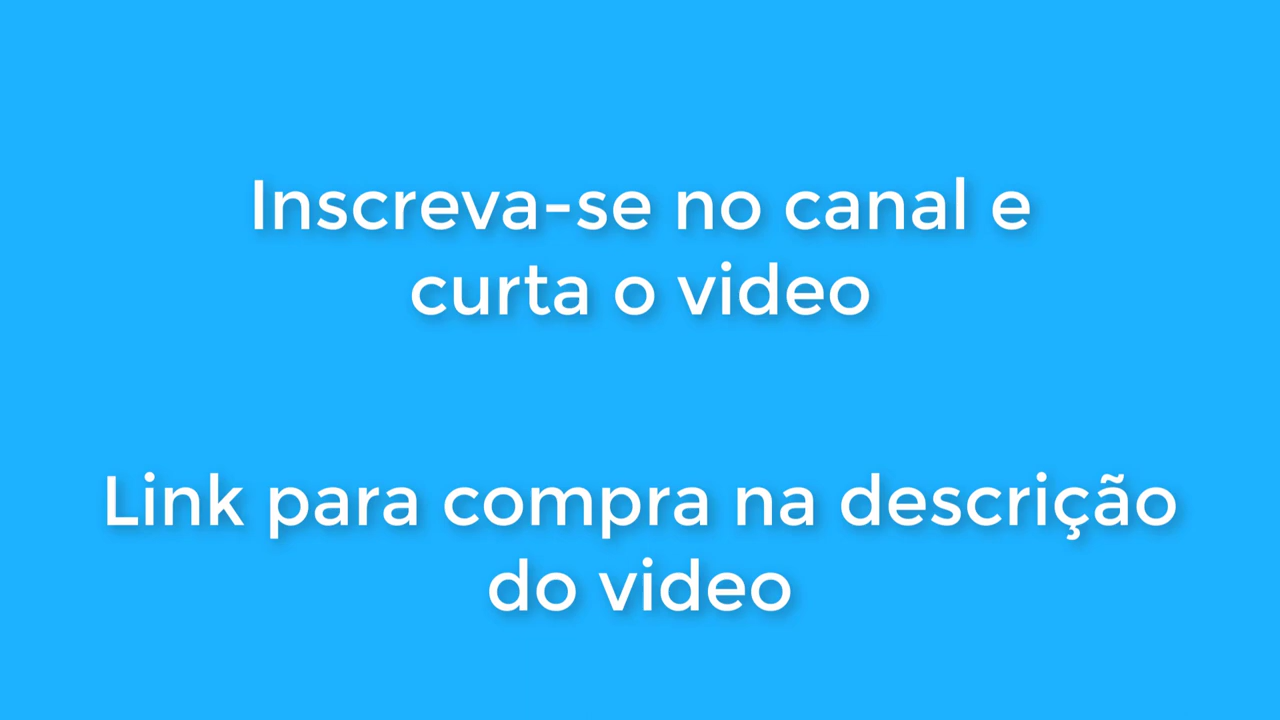 Inscreva-se no canal e
curta o video
Link para compra na descrição
do video